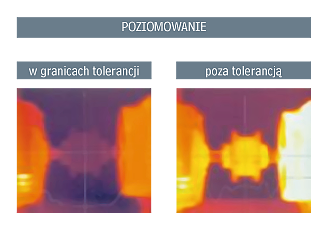 POZIOMOWANIE
w granicach tolerancji
poza tolerancją